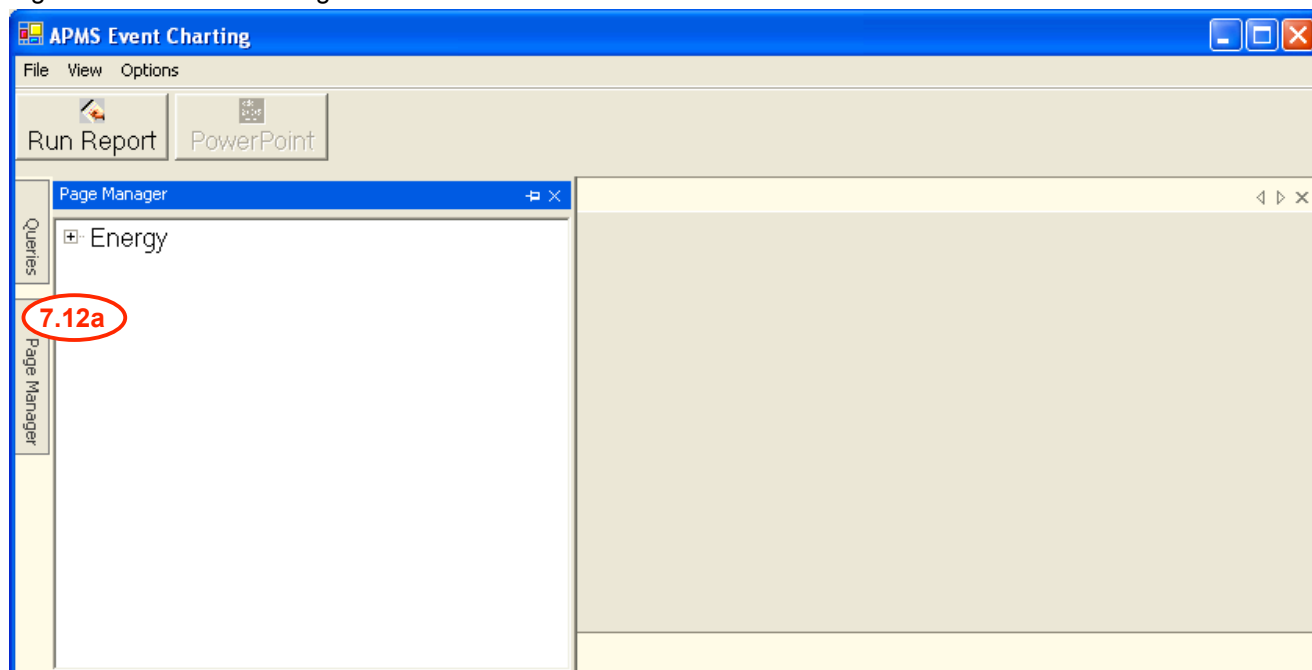 APMS Event Charting
File View Options
Run Report PowerPoint
Page Manager
Queries
Energy
7.12a
Page Manager